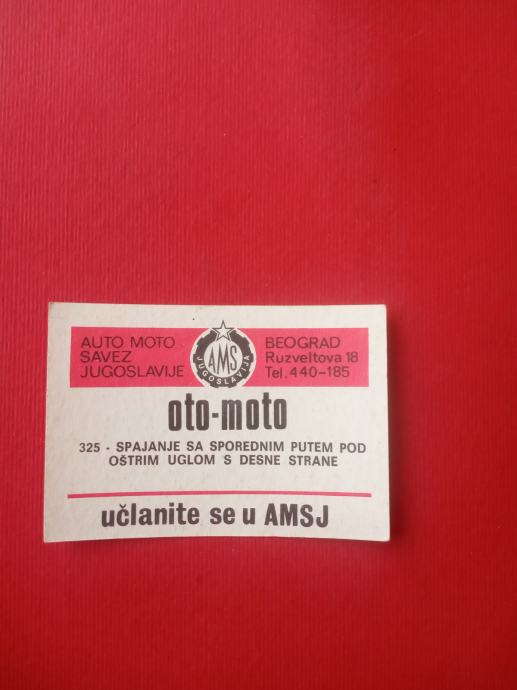 AUTO MOTO
SAVEZ
JUGOSLAVIJE
AMS
JUGOSLAVIJA
BEOGRAD
Ruzveltova 18
Tel. 440-185
oto-moto
325 - SPAJANJE SA SPOREDNIM PUTEM POD
OŠTRIM UGLOM S DESNE STRANE
učlanite se u AMSJ